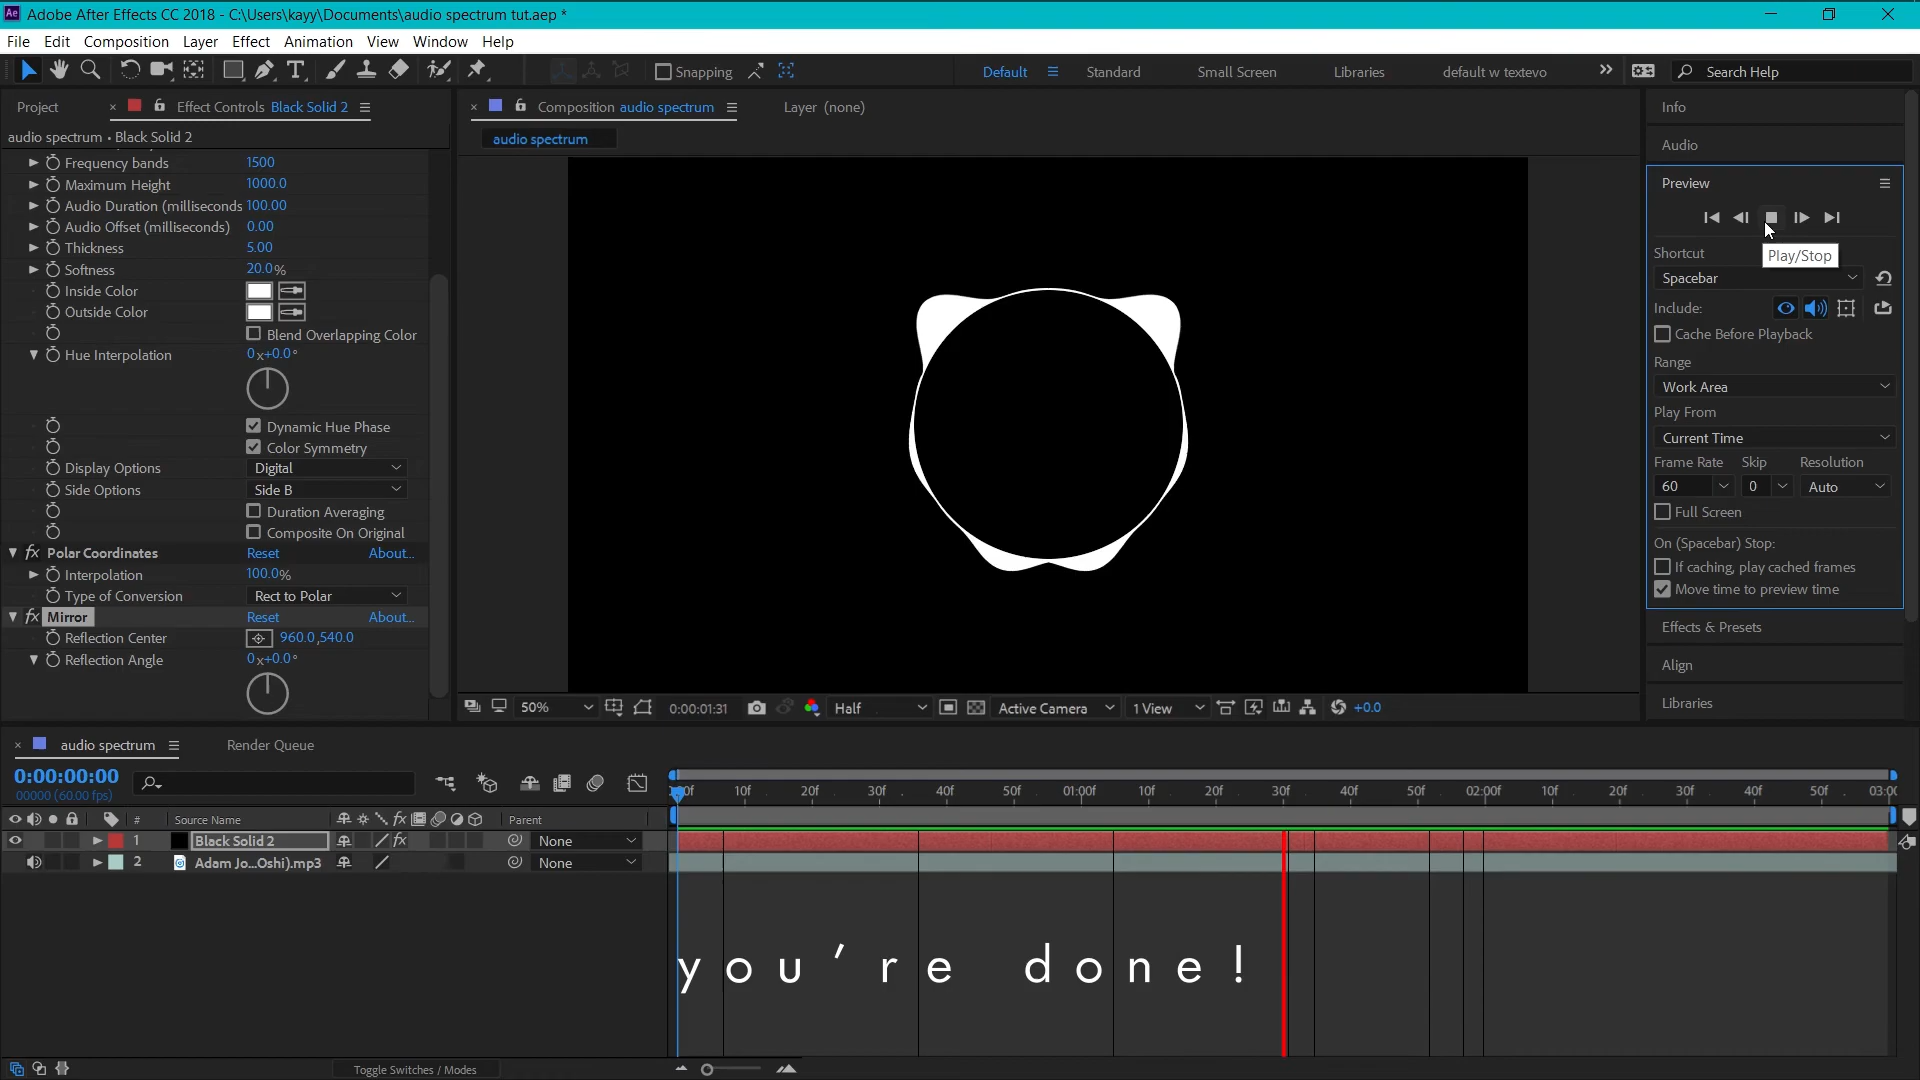 Adobe After Effects CC 2018 - C:\Users\kayy\Documents\audio spectrum tut.aep *
File Edit Composition Layer Effect Animation View Window Help
Snapping Default Standard Small Screen Libraries default w textevo Search Help
Project Effect Controls Black Solid 2 Composition audio spectrum Layer (none) Info
audio spectrum • Black Solid 2
audio spectrum
Audio
Frequency bands 1500
Maximum Height 1000.0
Preview
Audio Duration (milliseconds 100.00
Audio Offset (milliseconds) 0.00
Thickness 5.00
Shortcut Play/Stop
Softness 20.0%
Spacebar
Inside Color
Outside Color
Include:
Blend Overlapping Color
Cache Before Playback
Hue Interpolation 0x+0.0°
Range
Work Area
Play From
Dynamic Hue Phase
Current Time
Color Symmetry
Frame Rate Skip Resolution
Display Options Digital
60 0 Auto
Side Options Side B
Duration Averaging
Full Screen
Composite On Original
On (Spacebar) Stop:
fx Polar Coordinates Reset About...
If caching, play cached frames
Interpolation 100.0%
Move time to preview time
Type of Conversion Rect to Polar
fx Mirror Reset About...
Effects & Presets
Reflection Center 960.0,540.0
Reflection Angle 0x+0.0°
Align
Libraries
50% 0:00:01:31 Half Active Camera 1 View +0.0
audio spectrum Render Queue
0:00:00:00
00000 (60.00 fps)
00f 10f 20f 30f 40f 50f 01:00f 10f 20f 30f 40f 50f 02:00f 10f 20f 30f 40f 50f 03:00
# Source Name fx Parent
1 Black Solid 2 fx None
2 Adam Jo...Oshi).mp3 None
you're done!
Toggle Switches / Modes